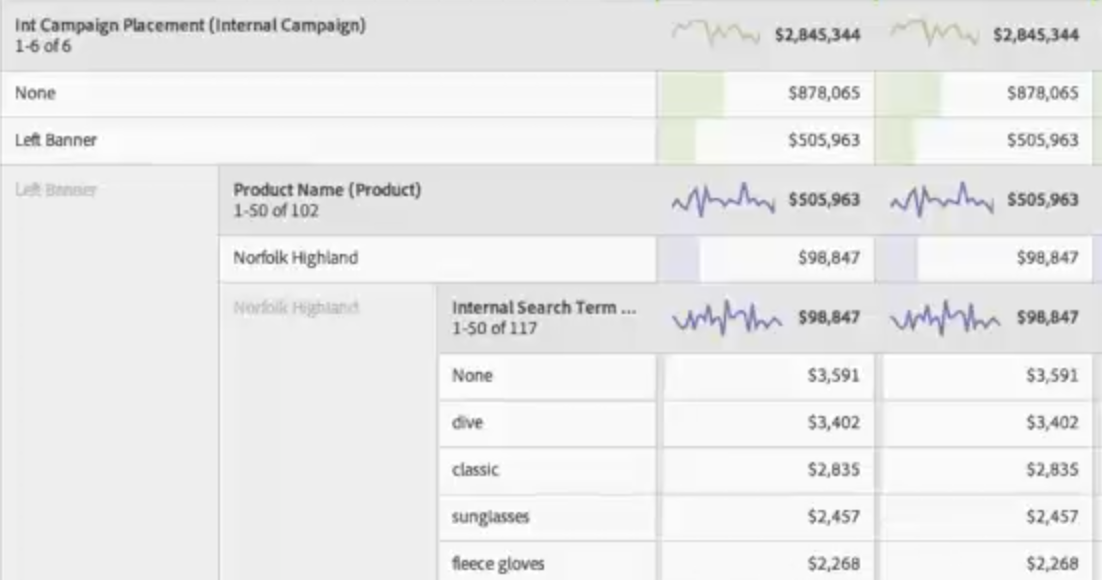 Int Campaign Placement (Internal Campaign) $2,845,344 $2,845,344
1-6 of 6
None $878,065 $878,065
Left Banner $505,963 $505,963
Left Banner Product Name (Product) $505,963 $505,963
1-50 of 102
Norfolk Highland $98,847 $98,847
Norfolk Highland Internal Search Term ... $98,847 $98,847
1-50 of 117
None $3,591 $3,591
dive $3,402 $3,402
classic $2,835 $2,835
sunglasses $2,457 $2,457
fleece gloves $2,268 $2,268